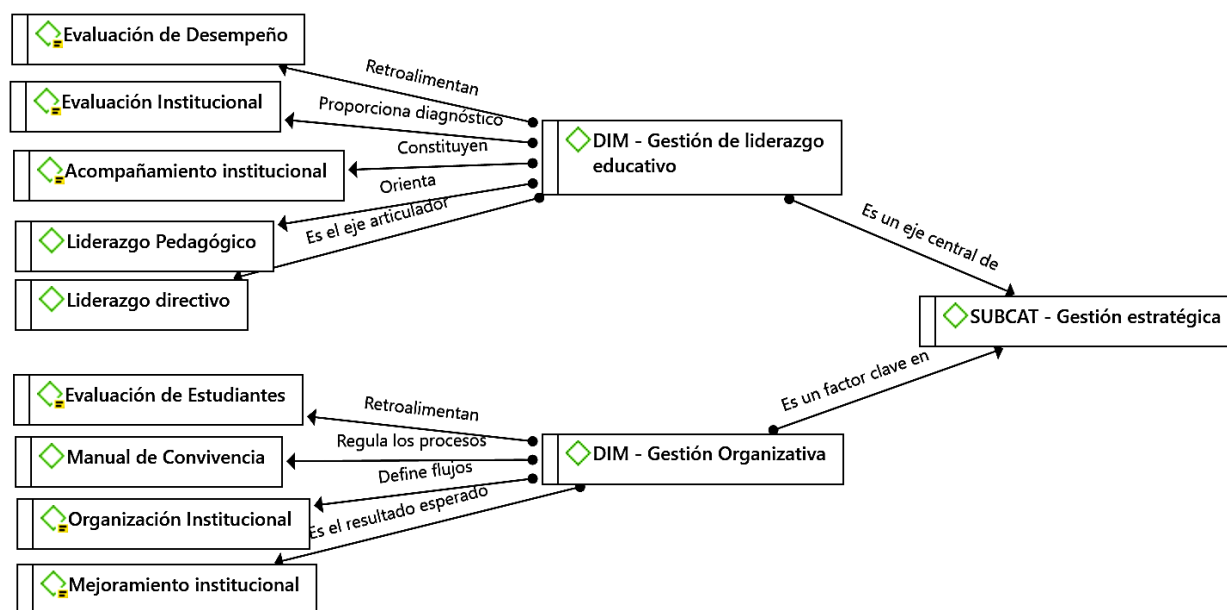 Evaluación de Desempeño
Retroalimentan
Evaluación Institucional
Proporciona diagnóstico
DIM - Gestión de liderazgo
educativo
Constituyen
Acompañamiento institucional
Orienta
Es el eje articulador
Liderazgo Pedagógico
Es un eje central de
Liderazgo directivo
SUBCAT - Gestión estratégica
Es un factor clave en
Evaluación de Estudiantes
Retroalimentan
Regula los procesos
Manual de Convivencia
DIM - Gestión Organizativa
Define flujos
Organización Institucional
Es el resultado esperado
Mejoramiento institucional